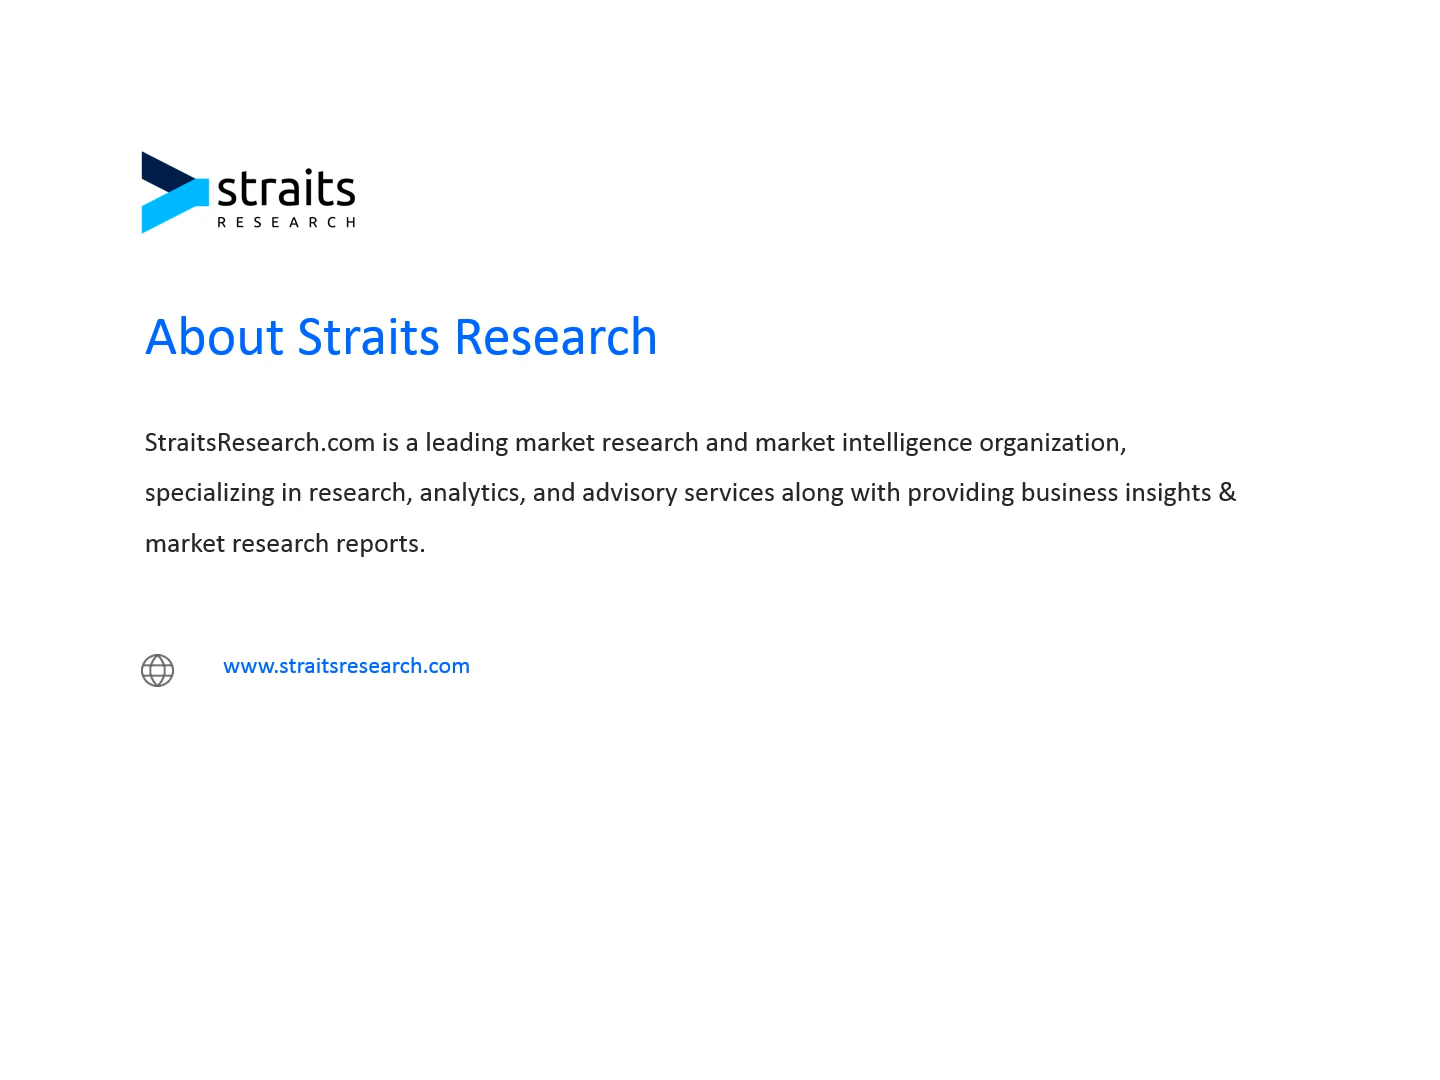 straits
RESEARCH
About Straits Research
StraitsResearch.com is a leading market research and market intelligence organization,
specializing in research, analytics, and advisory services along with providing business insights &
market research reports.
www.straitsresearch.com